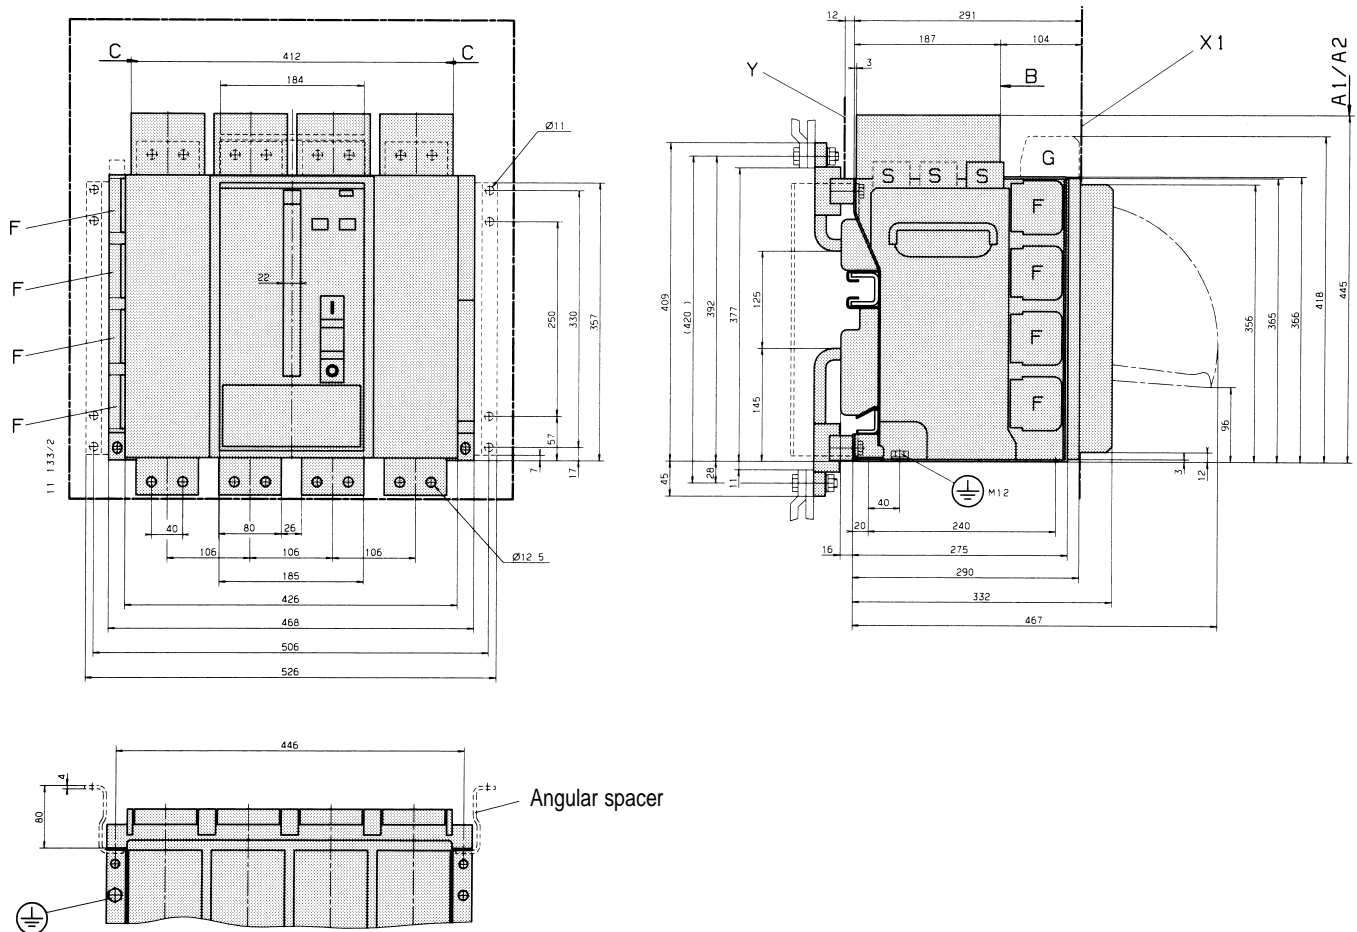 C
C
412
184
Ø11
F
F
F
F
22
250
330
357
57
17
7
11 133/2
40
80
26
106
106
106
Ø12 5
185
426
468
506
526
12
291
187
104
3
Y
B
X1
A1/A2
G
S
S
S
F
F
F
F
409
(420)
392
377
125
145
45
28
11
356
365
366
418
445
96
3
12
M12
40
20
240
16
275
290
332
467
446
4
80
Angular spacer